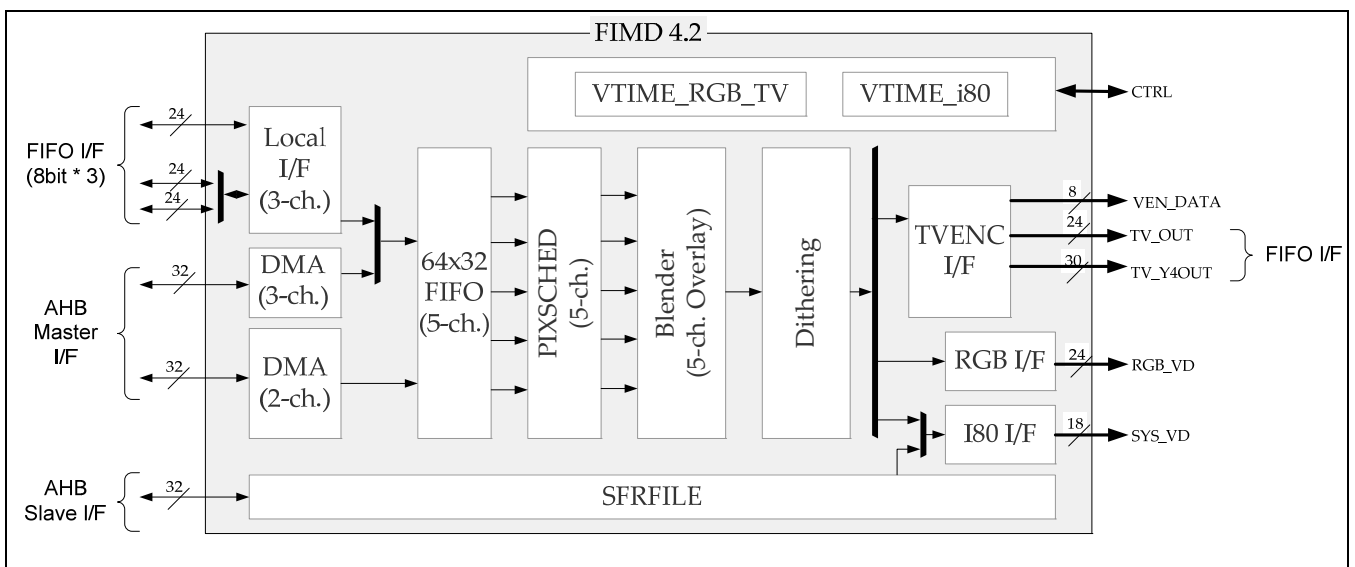 FIMD 4.2
VTIME_RGB_TV
VTIME_i80
CTRL
FIFO I/F
(8bit * 3)
24
24
24
Local
I/F
(3-ch.)
AHB
Master
I/F
32
32
DMA
(3-ch.)
DMA
(2-ch.)
64x32
FIFO
(5-ch.)
PIXSCHED
(5-ch.)
Blender
(5-ch. Overlay)
Dithering
TVENC
I/F
8
VEN_DATA
24
TV_OUT
30
TV_Y4OUT
FIFO I/F
RGB I/F
24
RGB_VD
I80 I/F
18
SYS_VD
AHB
Slave I/F
32
SFRFILE